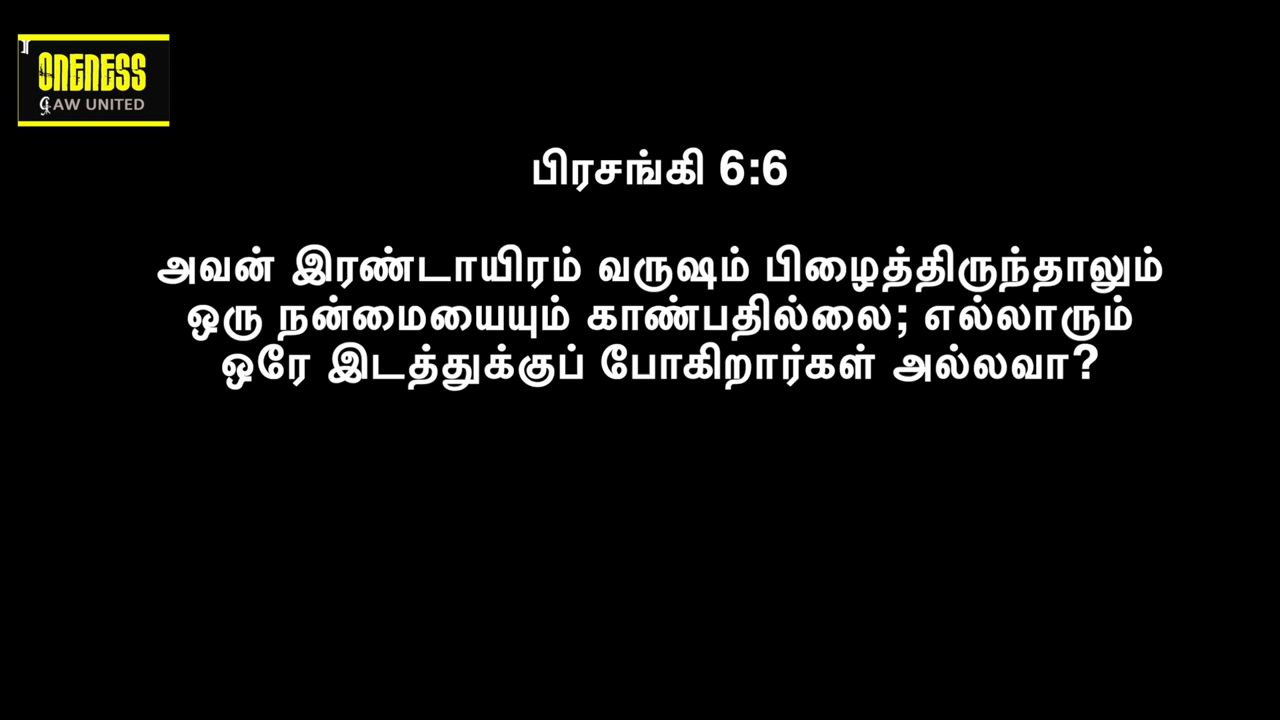 ONENESS
LAW UNITED
பிரசங்கி 6:6
அவன் இரண்டாயிரம் வருஷம் பிழைத்திருந்தாலும்
ஒரு நன்மையையும் காண்பதில்லை; எல்லாரும்
ஒரே இடத்துக்குப் போகிறார்கள் அல்லவா?